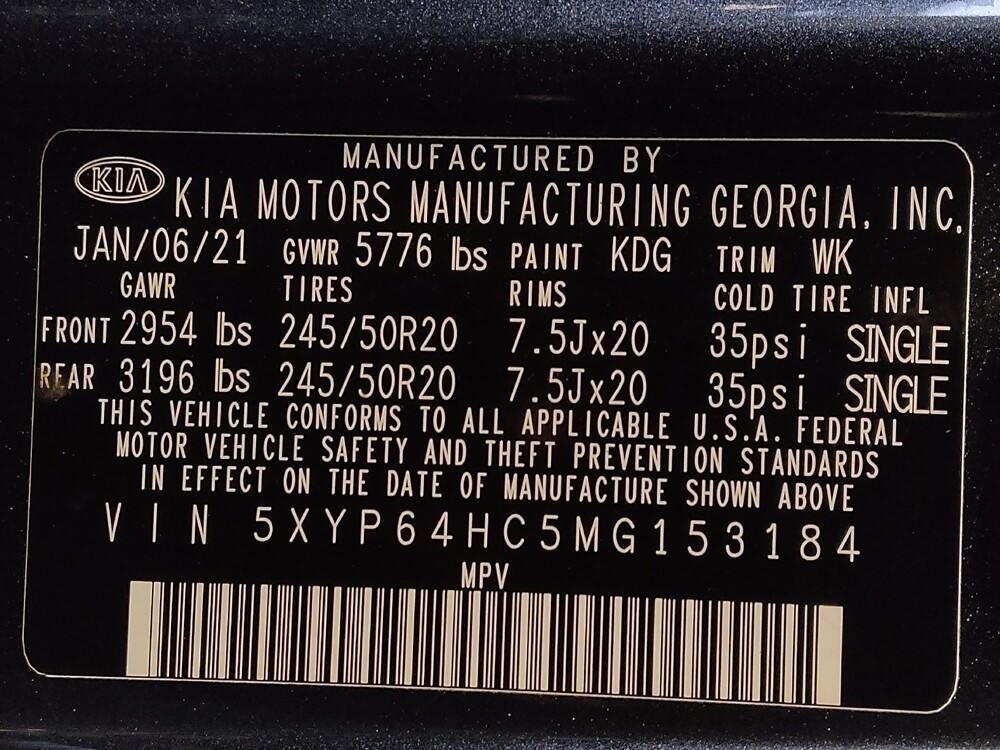 MANUFACTURED BY
KIA KIA MOTORS MANUFACTURING GEORGIA, INC.
JAN/06/21 GVWR 5776 lbs PAINT KDG TRIM WK
GAWR TIRES RIMS COLD TIRE INFL
FRONT 2954 lbs 245/50R20 7.5Jx20 35psi SINGLE
REAR 3196 lbs 245/50R20 7.5Jx20 35psi SINGLE
THIS VEHICLE CONFORMS TO ALL APPLICABLE U.S.A. FEDERAL
MOTOR VEHICLE SAFETY AND THEFT PREVENTION STANDARDS
IN EFFECT ON THE DATE OF MANUFACTURE SHOWN ABOVE
VIN 5XYP64HC5MG153184
MPV